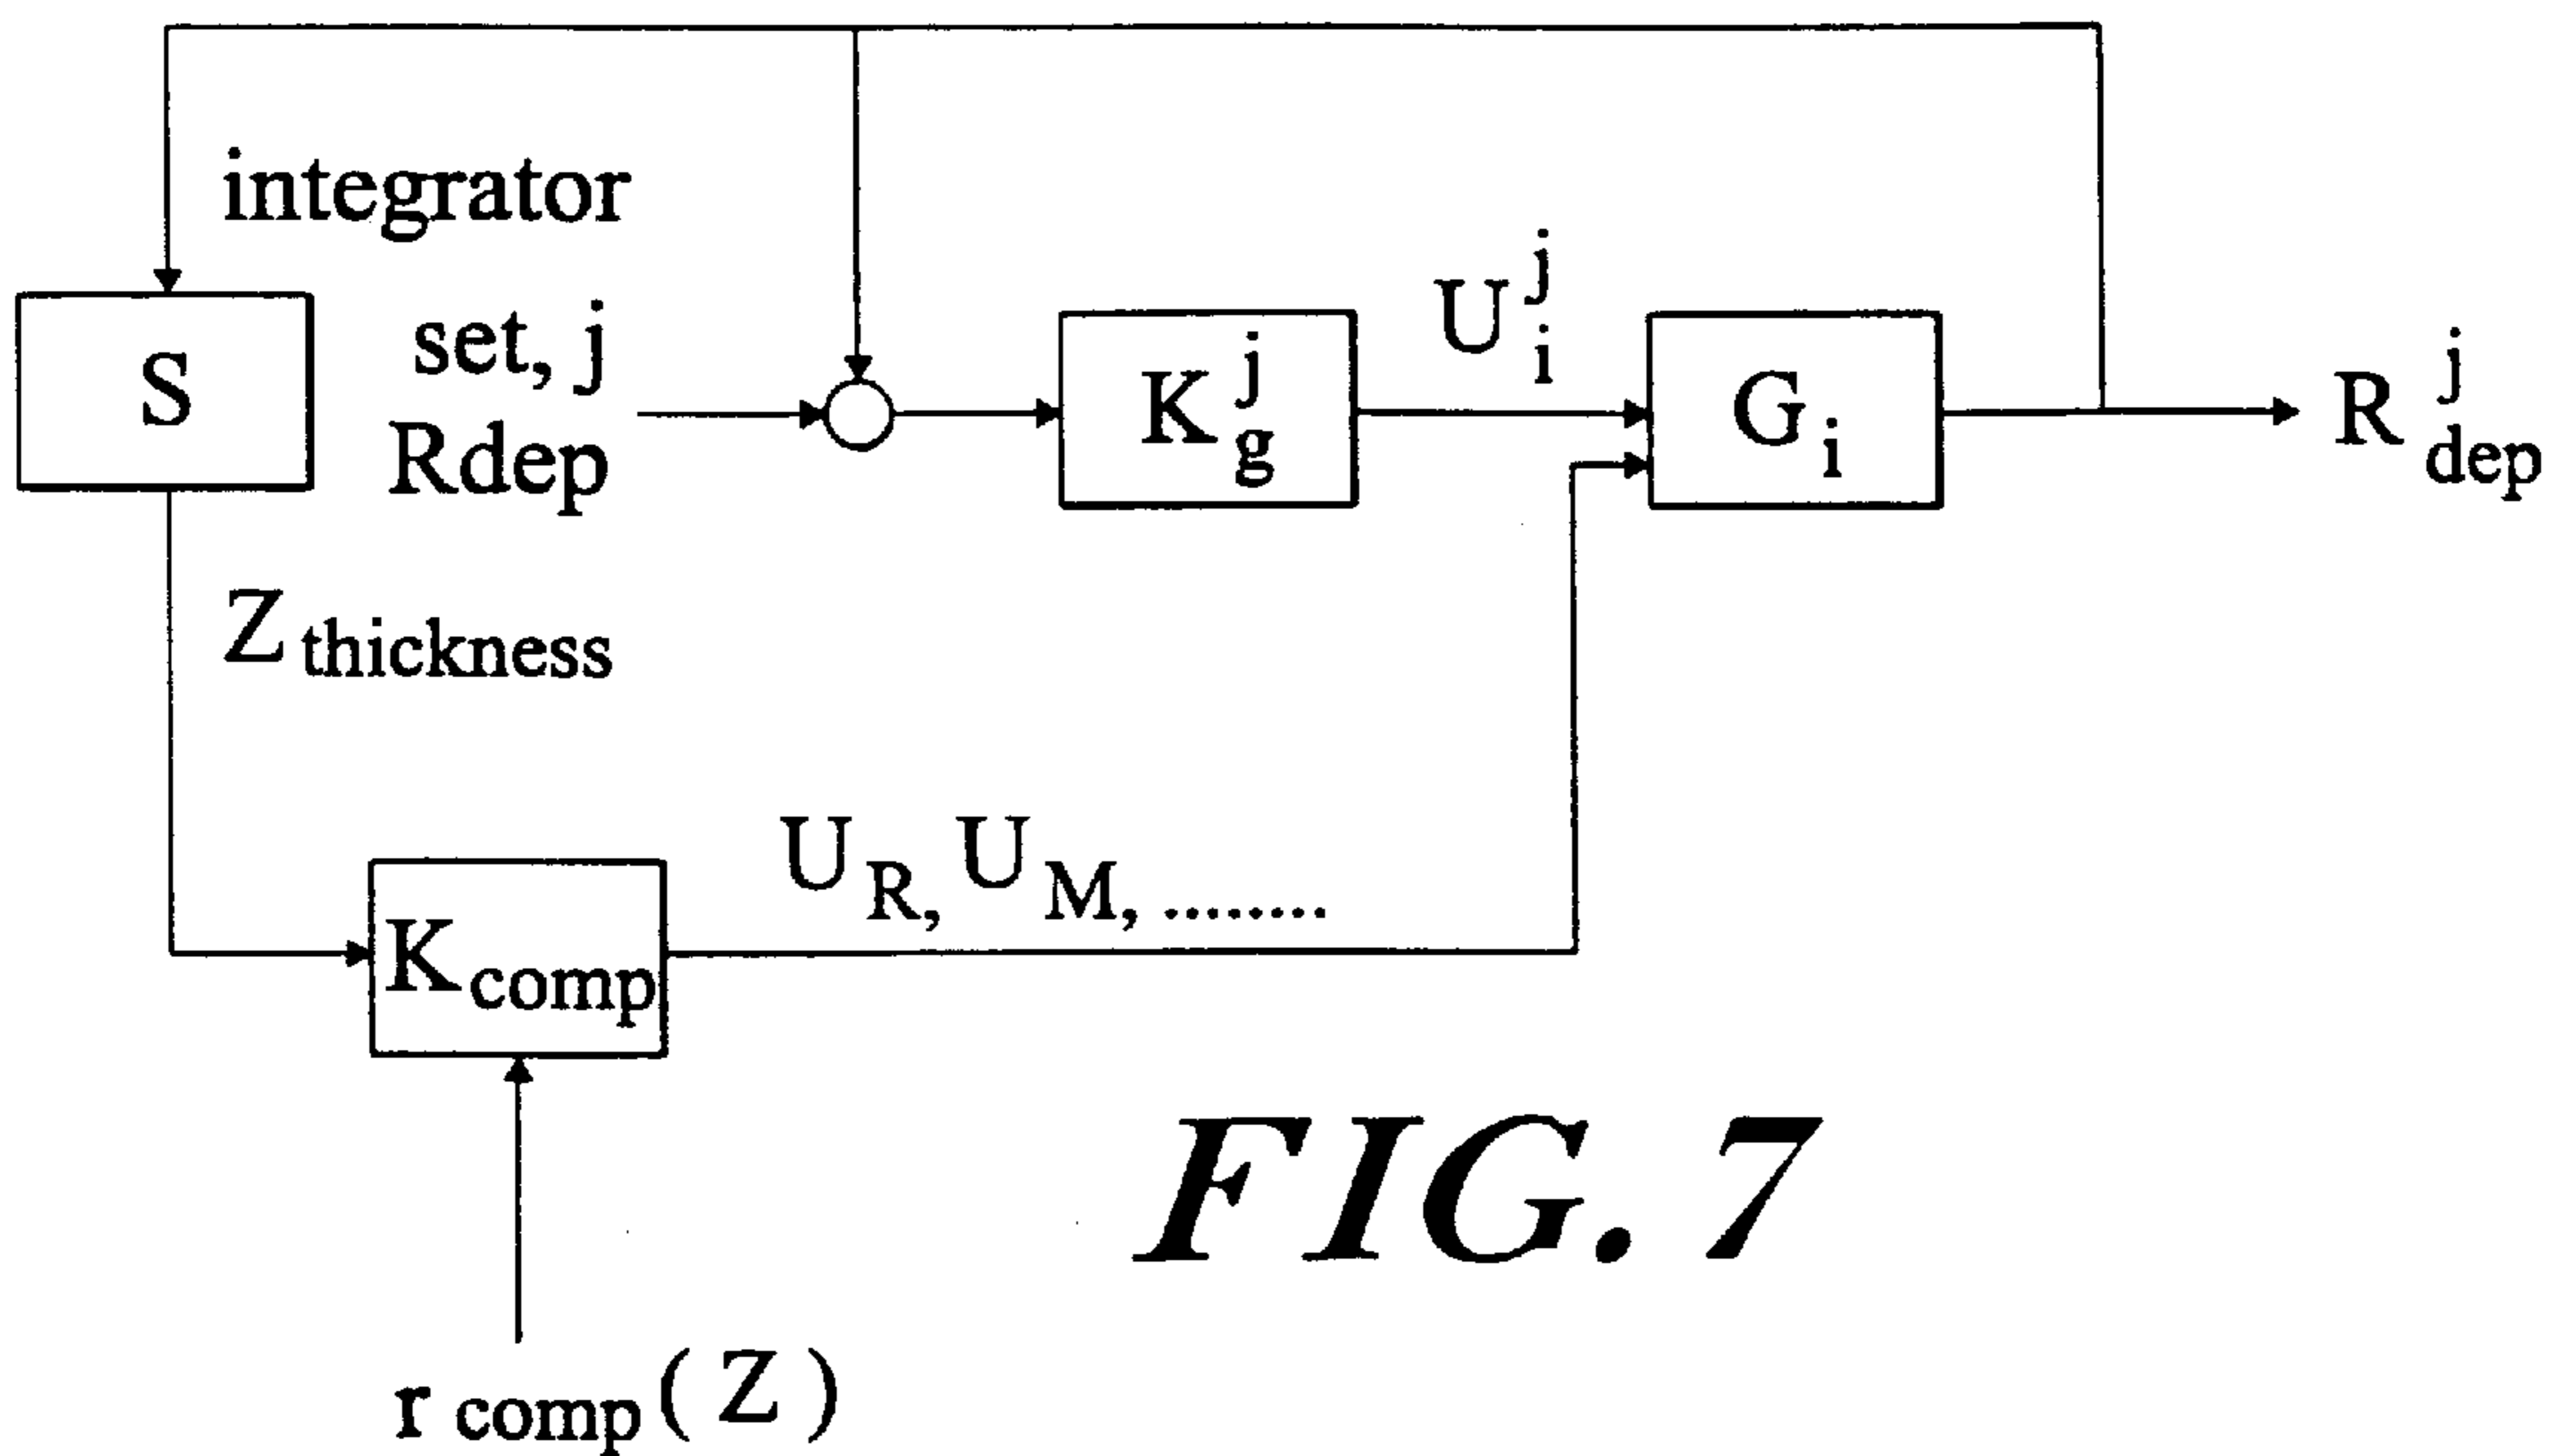 integrator
S
set, j
Rdep
K j g
U j i
G i
R j dep
Z thickness
K comp
U R, U M, ........
r comp ( Z )
FIG. 7